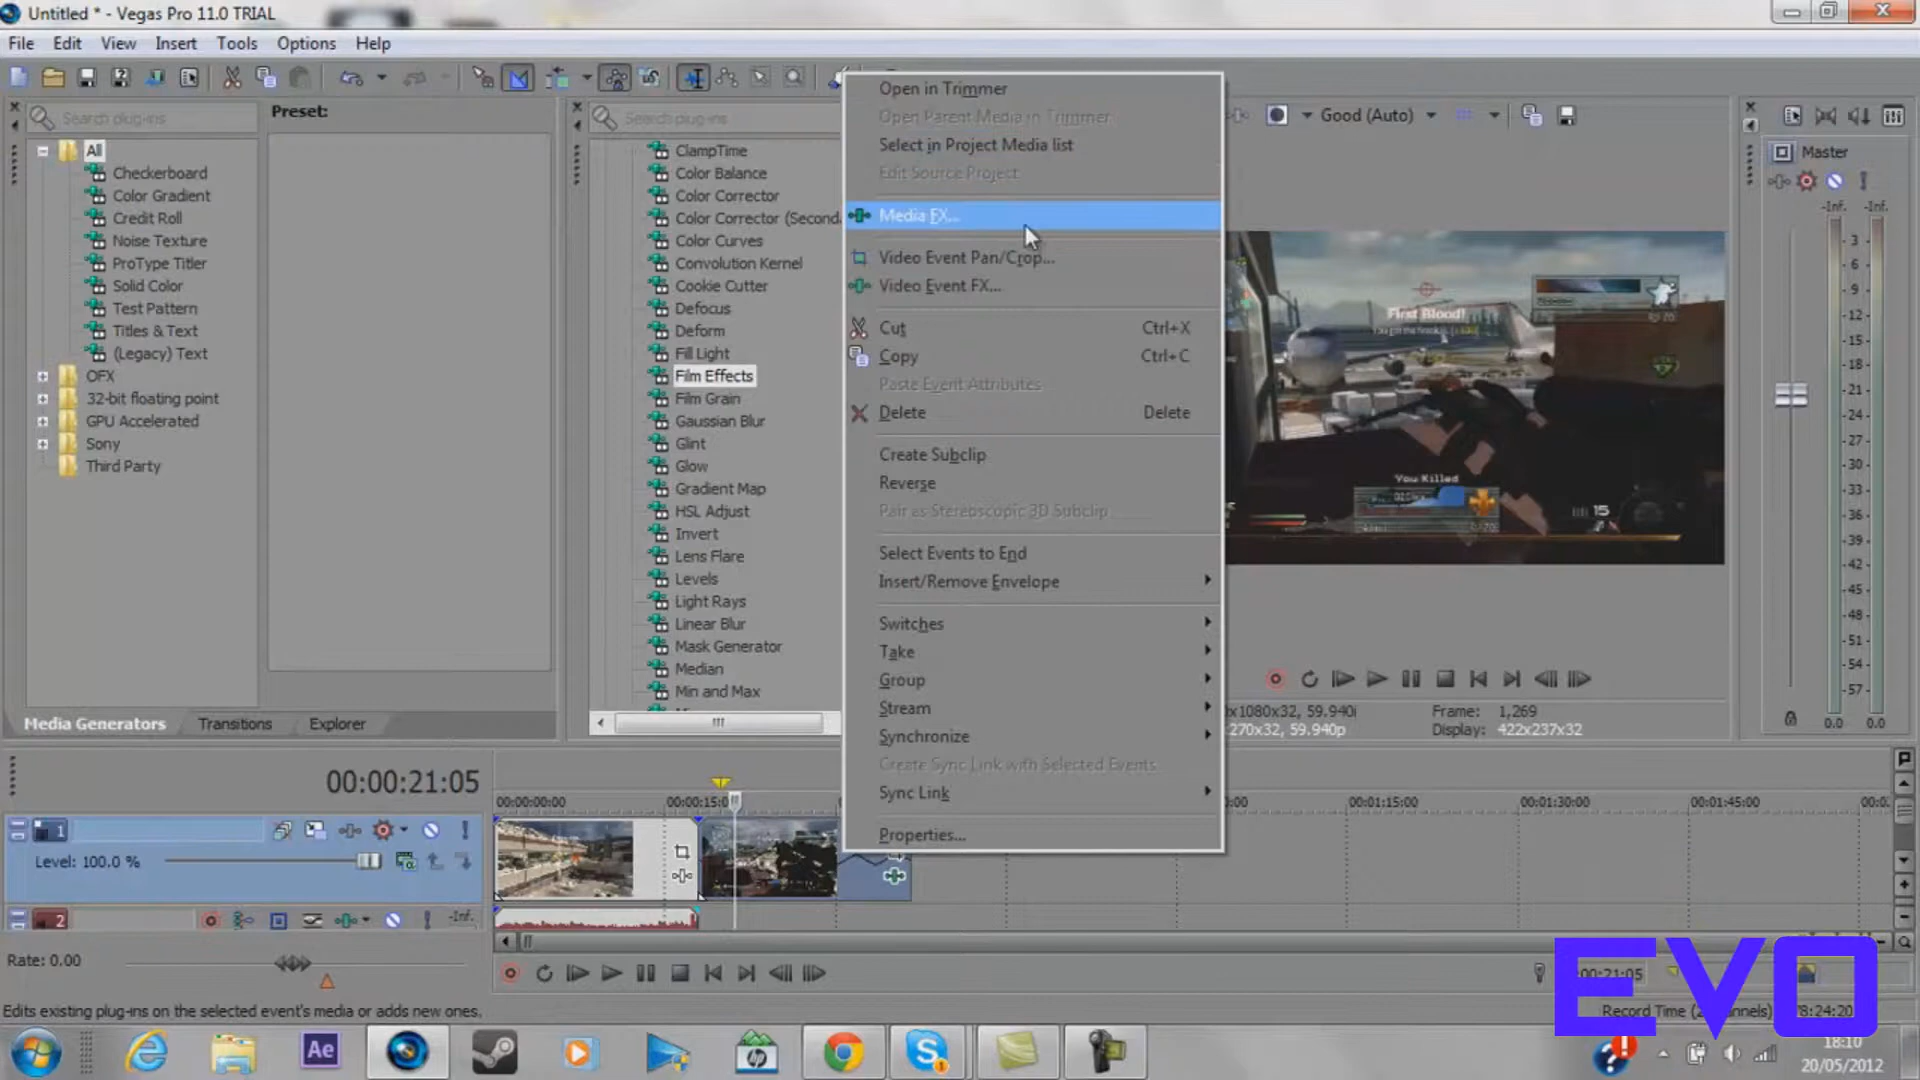 Untitled * - Vegas Pro 11.0 TRIAL
File Edit View Insert Tools Options Help
Search plug-ins
Preset:
All
Checkerboard
Color Gradient
Credit Roll
Noise Texture
ProType Titler
Solid Color
Test Pattern
Titles & Text
(Legacy) Text
OFX
32-bit floating point
GPU Accelerated
Sony
Third Party
Media Generators Transitions Explorer
Search plug-ins
ClampTime
Color Balance
Color Corrector
Color Corrector (Second
Color Curves
Convolution Kernel
Cookie Cutter
Defocus
Deform
Fill Light
Film Effects
Film Grain
Gaussian Blur
Glint
Glow
Gradient Map
HSL Adjust
Invert
Lens Flare
Levels
Light Rays
Linear Blur
Mask Generator
Median
Min and Max
Open in Trimmer
Open Parent Media in Trimmer
Select in Project Media list
Edit Source Project
Media FX...
Video Event Pan/Crop...
Video Event FX...
Cut Ctrl+X
Copy Ctrl+C
Paste Event Attributes
Delete Delete
Create Subclip
Reverse
Pair as Stereoscopic 3D Subclip
Select Events to End
Insert/Remove Envelope
Switches
Take
Group
Stream
Synchronize
Create Sync Link with Selected Events
Sync Link
Properties...
Good (Auto)
First Blood!
You Killed
15
x1080x32, 59.940i
270x32, 59.940p
Frame: 1,269
Display: 422x237x32
Master
-Inf. -Inf.
3
6
9
12
15
18
21
24
27
30
33
36
39
42
45
48
51
54
57
0.0 0.0
00:00:21:05
00:00:00:00 00:00:15:0 0:00 00:01:15:00 00:01:30:00 00:01:45:00 00:0
1
Level: 100.0 %
2
-Inf.
Rate: 0.00
00:00:21:05
Edits existing plug-ins on the selected event's media or adds new ones.
Record Time (2 channels) 8:24:20
EVO
Ae
hp
18:10
20/05/2012